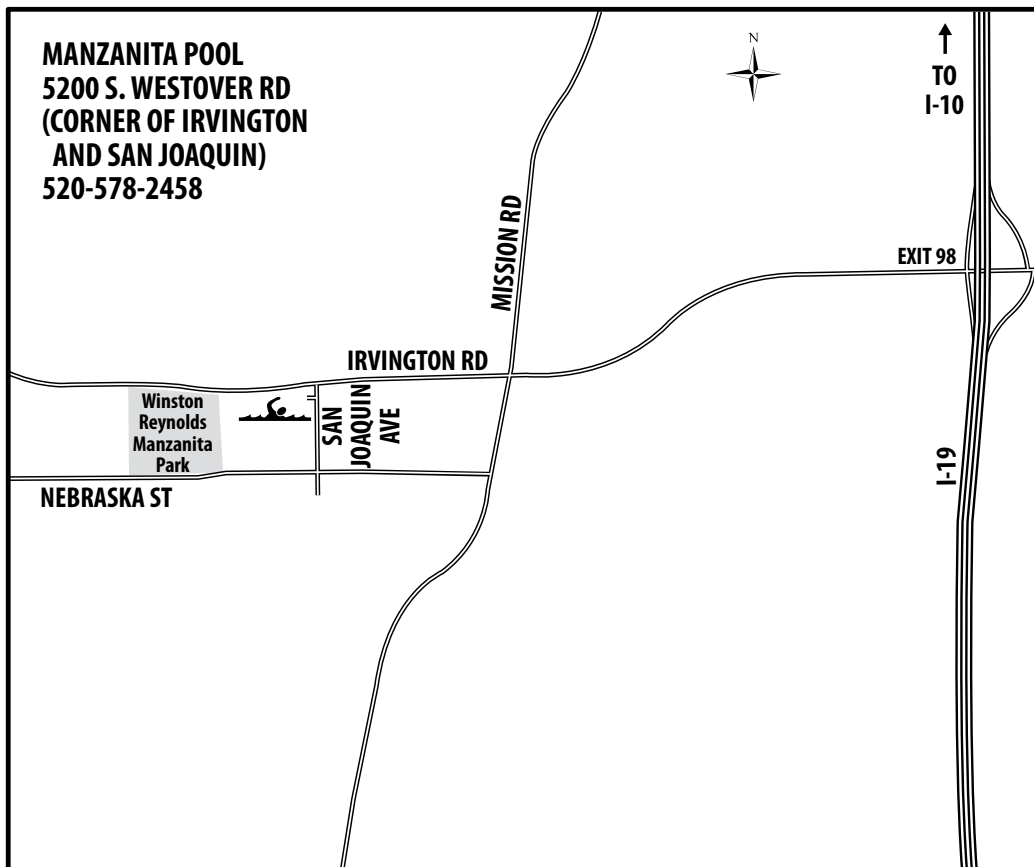 MANZANITA POOL
5200 S. WESTOVER RD
(CORNER OF IRVINGTON
AND SAN JOAQUIN)
520-578-2458
N
TO
I-10
MISSION RD
EXIT 98
IRVINGTON RD
Winston
Reynolds
Manzanita
Park
SAN
JOAQUIN
AVE
I-19
NEBRASKA ST